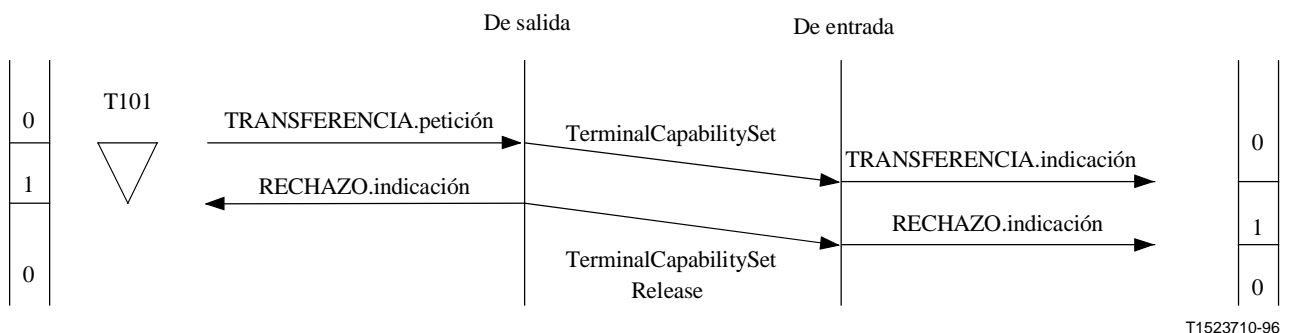 De salida
De entrada
T101
0
TRANSFERENCIA.petición
TerminalCapabilitySet
0
TRANSFERENCIA.indicación
1
RECHAZO.indicación
RECHAZO.indicación
1
TerminalCapabilitySet
Release
0
0
T1523710-96